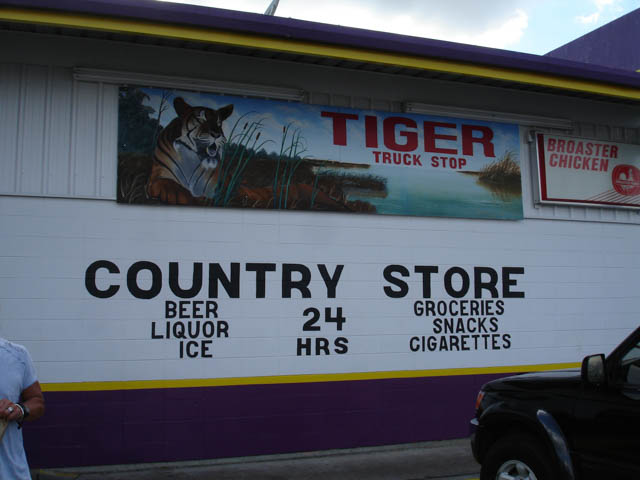 TIGER
TRUCK STOP
BROASTER
CHICKEN
COUNTRY STORE
BEER 24 GROCERIES
LIQUOR HRS SNACKS
ICE CIGARETTES